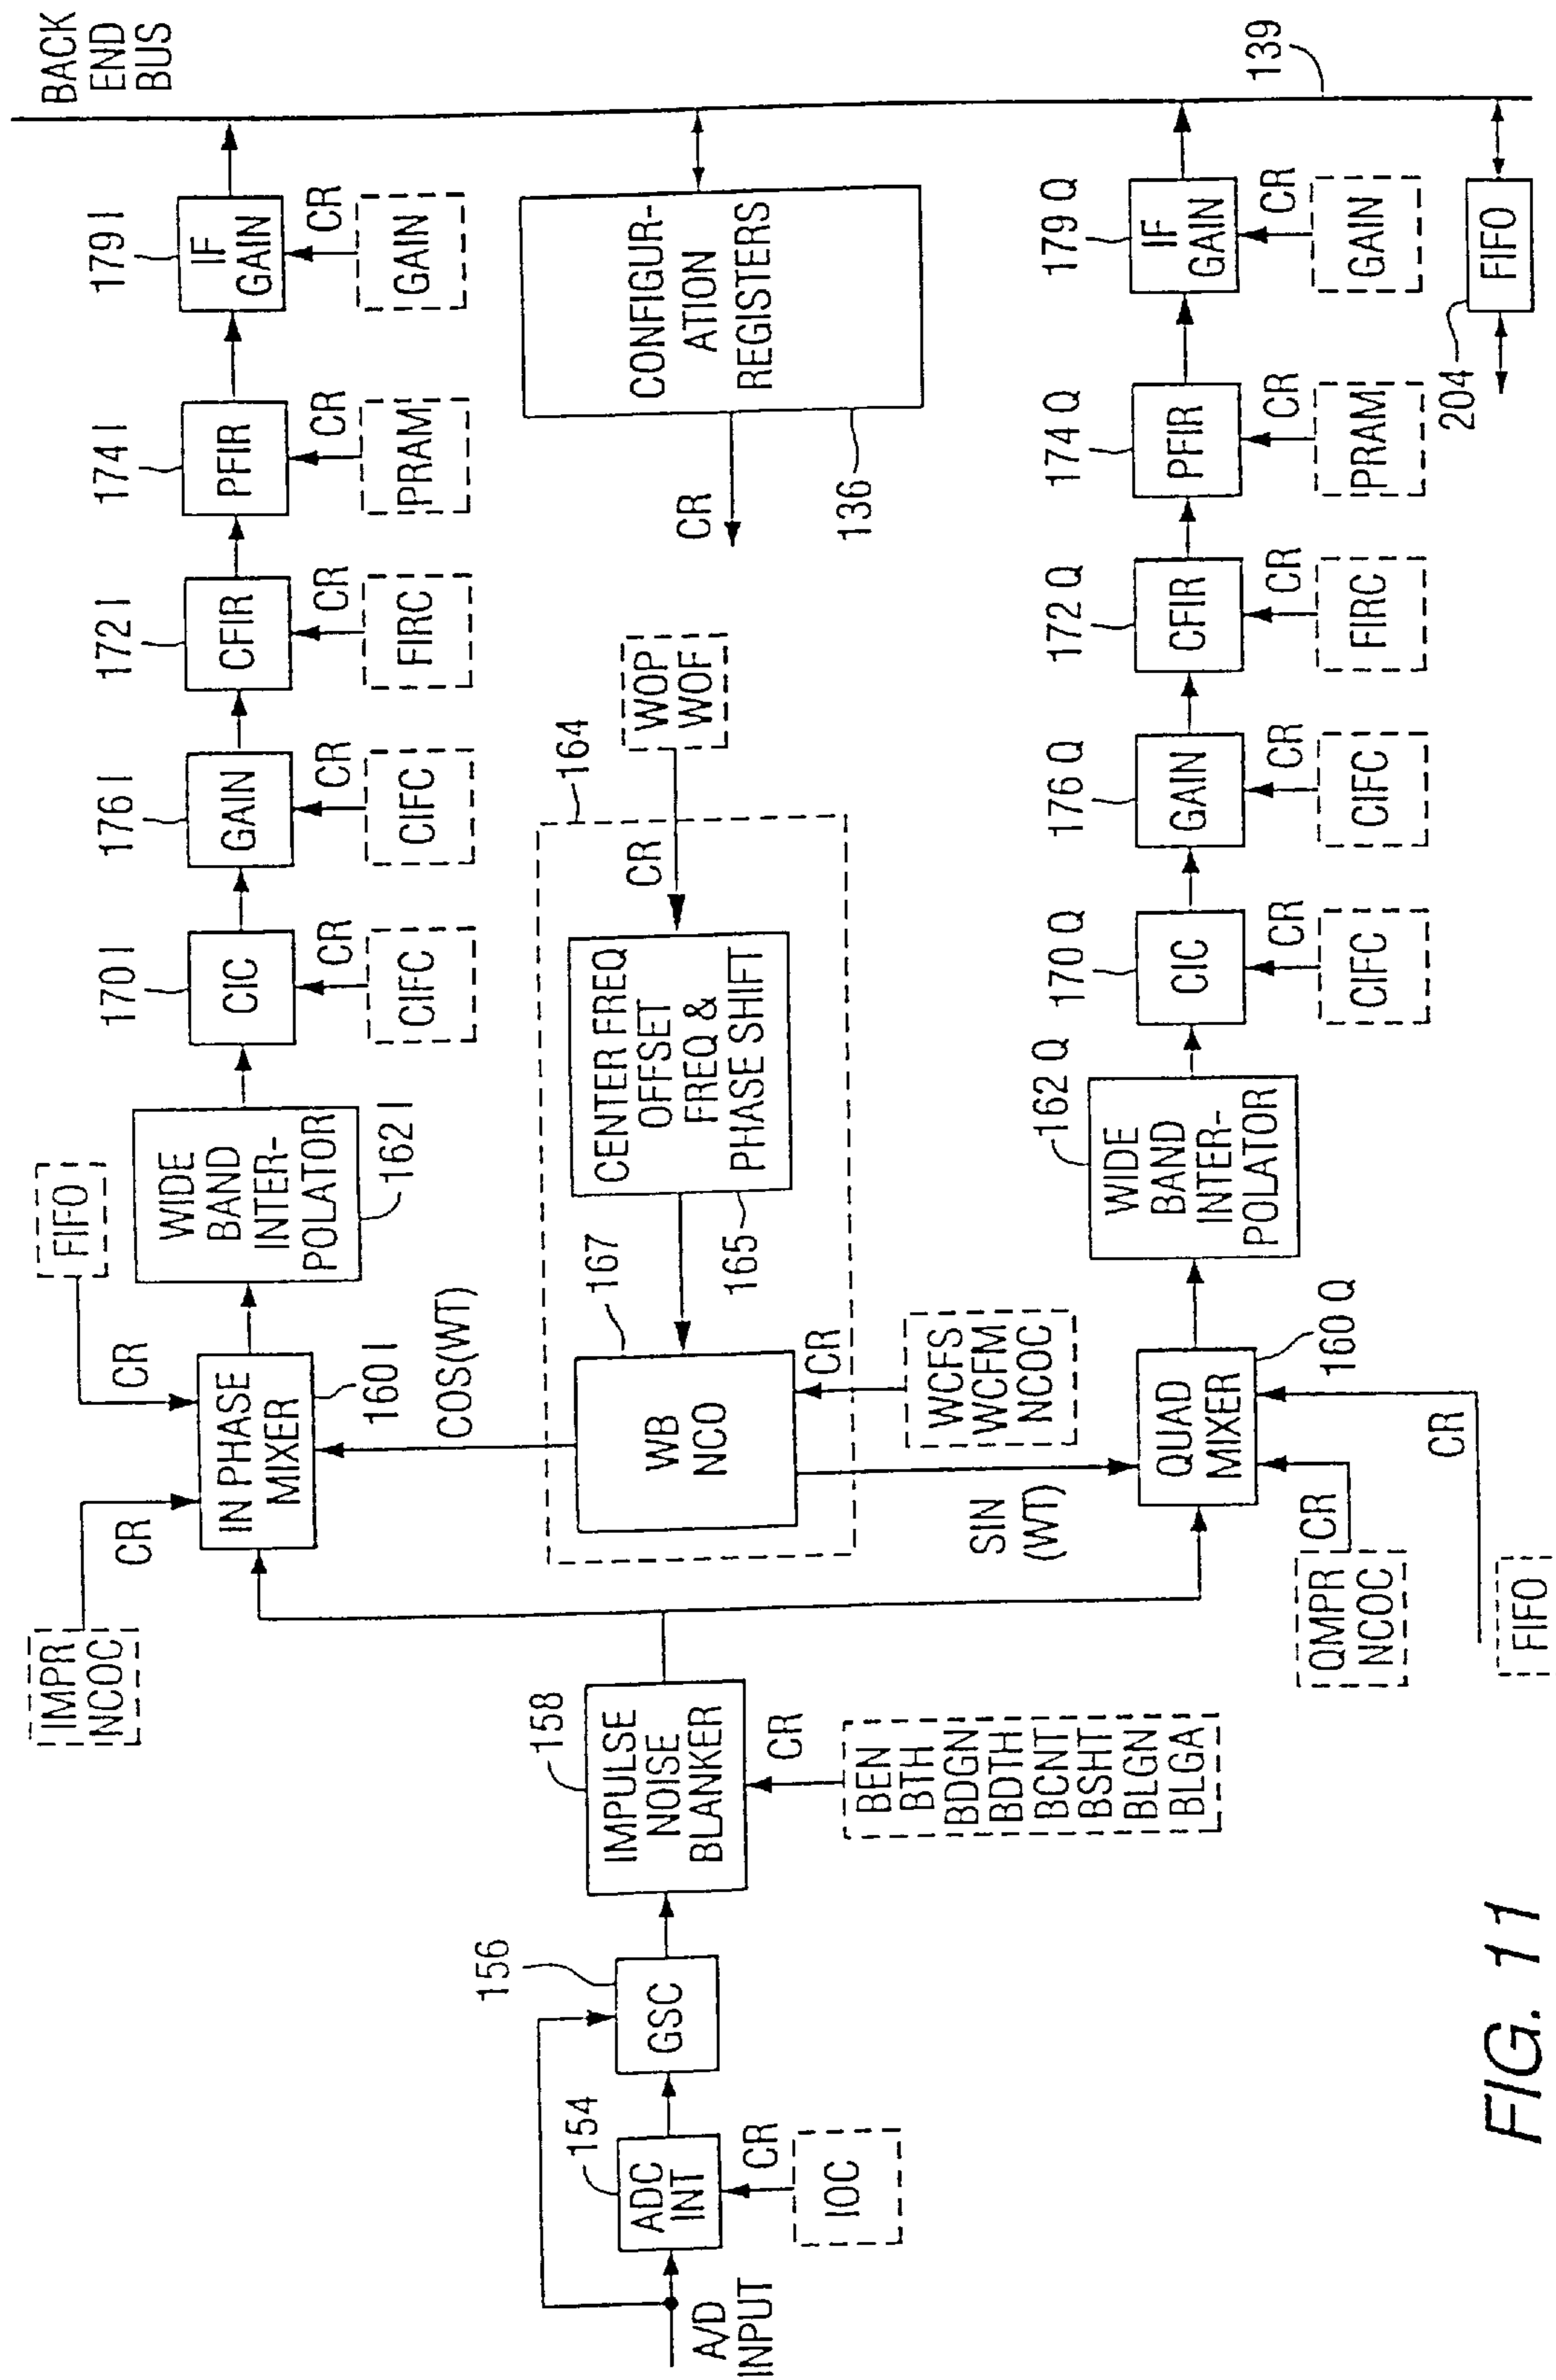 BACK
END
BUS
179 I
IF
GAIN
CR
GAIN
174 I
PFIR
CR
PRAM
172 I
CFIR
CR
FIRC
176 I
GAIN
CR
CIFC
170 I
CIC
CR
CIFC
WIDE
BAND
INTER-
POLATOR
162 I
FIFO
CR
IN PHASE
MIXER
160 I
IMPR
NCOC
CR
COS(WT)
CONFIGUR-
ATION
REGISTERS
136
CR
WOP
WOF
CR
164
CENTER FREQ
OFFSET
FREQ &
PHASE SHIFT
165
167
WB
NCO
CR
WCFS
WCFM
NCOC
SIN
(WT)
158
IMPULSE
NOISE
BLANKER
CR
BEN
BTH
BDGN
BDTH
BCNT
BSHT
BLGN
BLGA
156
GSC
154
ADC
INT
CR
IOC
A/D
INPUT
139
179 Q
IF
GAIN
CR
GAIN
174 Q
PFIR
CR
PRAM
172 Q
CFIR
CR
FIRC
176 Q
GAIN
CR
CIFC
170 Q
CIC
CR
CIFC
162 Q
WIDE
BAND
INTER-
POLATOR
QUAD
MIXER
160 Q
CR
QMPR
NCOC
CR
FIFO
204
FIFO
FIG. 11